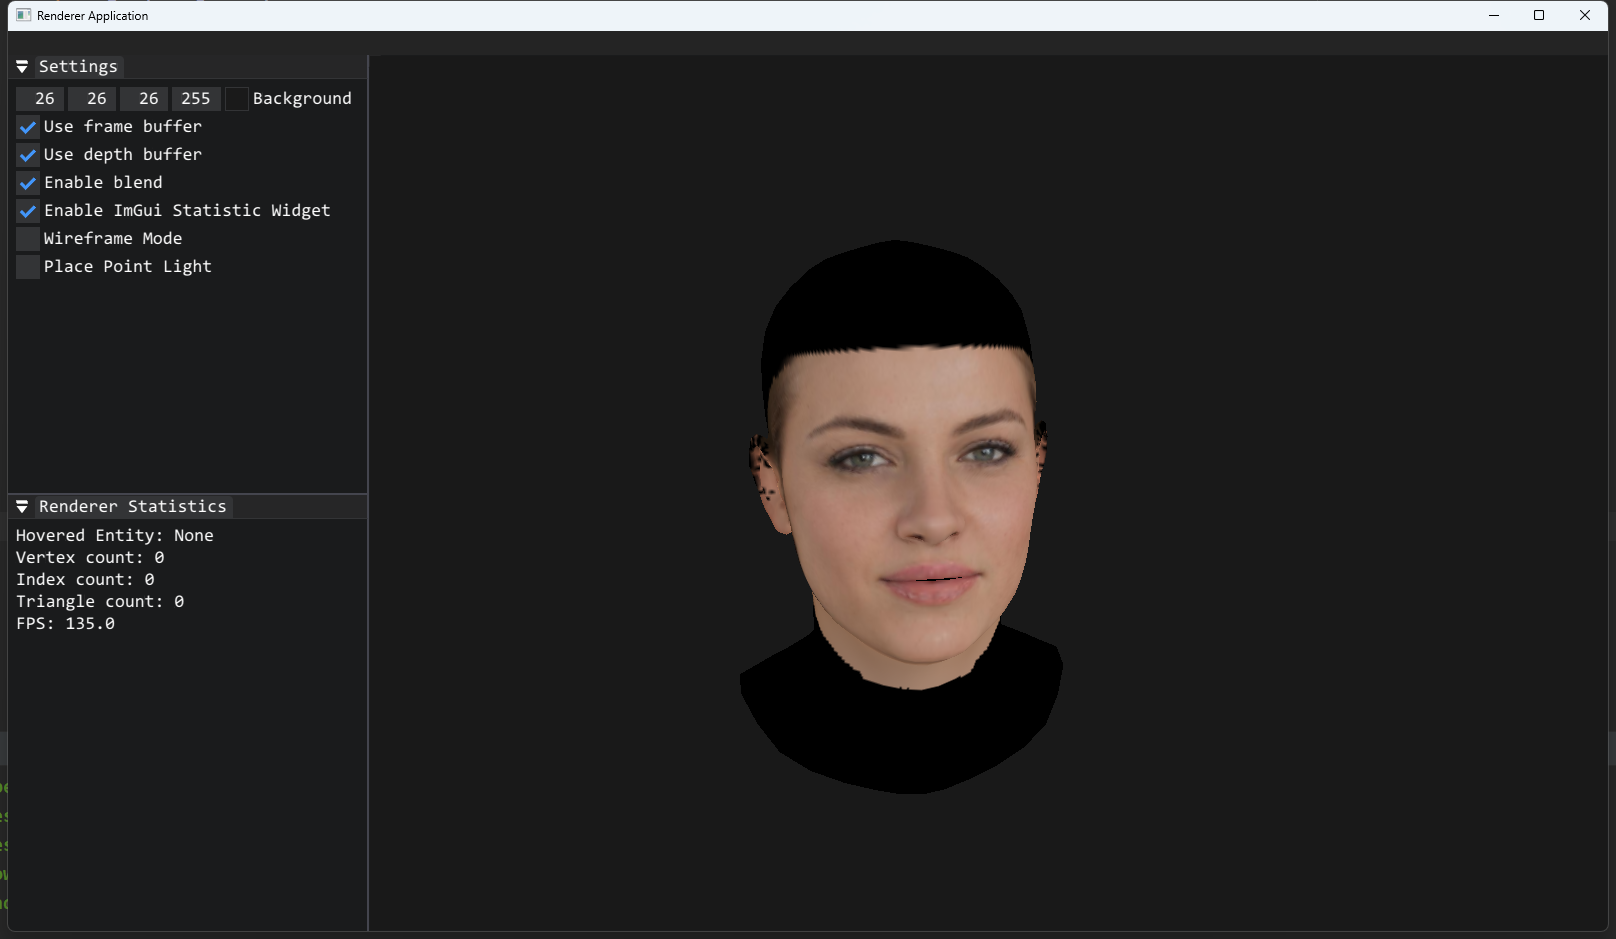 Renderer Application
Settings
26 26 26 255 Background
Use frame buffer
Use depth buffer
Enable blend
Enable ImGui Statistic Widget
Wireframe Mode
Place Point Light
Renderer Statistics
Hovered Entity: None
Vertex count: 0
Index count: 0
Triangle count: 0
FPS: 135.0